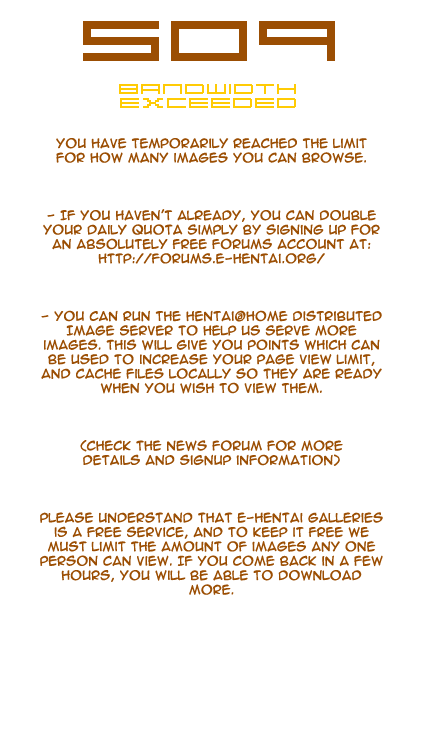 509
BANDWIDTH
EXCEEDED
YOU HAVE TEMPORARILY REACHED THE LIMIT
FOR HOW MANY IMAGES YOU CAN BROWSE.
- IF YOU HAVEN'T ALREADY, YOU CAN DOUBLE
YOUR DAILY QUOTA SIMPLY BY SIGNING UP FOR
AN ABSOLUTELY FREE FORUMS ACCOUNT AT:
HTTP://FORUMS.E-HENTAI.ORG/
- YOU CAN RUN THE HENTAI@HOME DISTRIBUTED
IMAGE SERVER TO HELP US SERVE MORE
IMAGES. THIS WILL GIVE YOU POINTS WHICH CAN
BE USED TO INCREASE YOUR PAGE VIEW LIMIT,
AND CACHE FILES LOCALLY SO THEY ARE READY
WHEN YOU WISH TO VIEW THEM.
(CHECK THE NEWS FORUM FOR MORE
DETAILS AND SIGNUP INFORMATION)
PLEASE UNDERSTAND THAT E-HENTAI GALLERIES
IS A FREE SERVICE, AND TO KEEP IT FREE WE
MUST LIMIT THE AMOUNT OF IMAGES ANY ONE
PERSON CAN VIEW. IF YOU COME BACK IN A FEW
HOURS, YOU WILL BE ABLE TO DOWNLOAD
MORE.